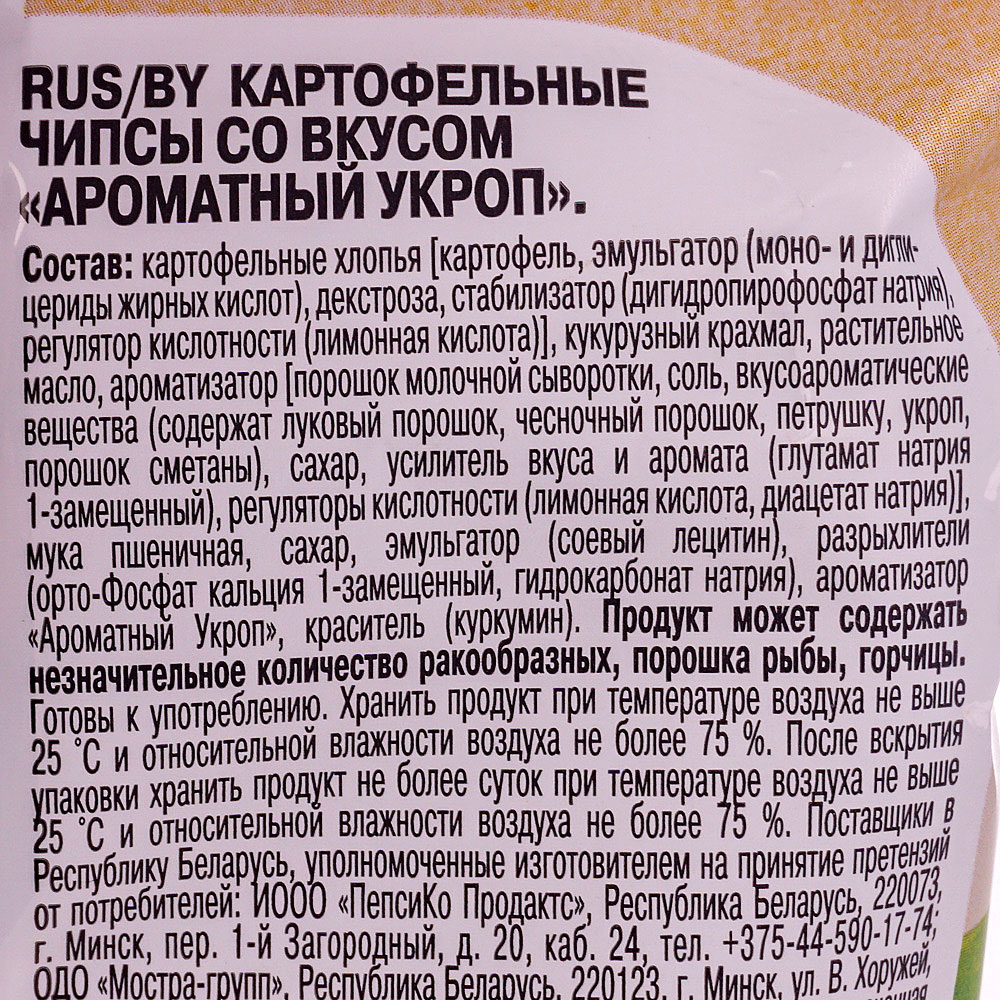 RUS/BY КАРТОФЕЛЬНЫЕ
ЧИПСЫ СО ВКУСОМ
«АРОМАТНЫЙ УКРОП».
Состав: картофельные хлопья [картофель, эмульгатор (моно- и дигли-
цериды жирных кислот), декстроза, стабилизатор (дигидропирофосфат натрия),
регулятор кислотности (лимонная кислота)], кукурузный крахмал, растительное
масло, ароматизатор [порошок молочной сыворотки, соль, вкусоароматические
вещества (содержат луковый порошок, чесночный порошок, петрушку, укроп,
порошок сметаны), сахар, усилитель вкуса и аромата (глутамат натрия
1-замещенный), регуляторы кислотности (лимонная кислота, диацетат натрия)],
мука пшеничная, сахар, эмульгатор (соевый лецитин), разрыхлители
(орто-Фосфат кальция 1-замещенный, гидрокарбонат натрия), ароматизатор
«Ароматный Укроп», краситель (куркумин). Продукт может содержать
незначительное количество ракообразных, порошка рыбы, горчицы.
Готовы к употреблению. Хранить продукт при температуре воздуха не выше
25 °С и относительной влажности воздуха не более 75 %. После вскрытия
упаковки хранить продукт не более суток при температуре воздуха не выше
25 °С и относительной влажности воздуха не более 75 %. Поставщики в
Республику Беларусь, уполномоченные изготовителем на принятие претензий
от потребителей: ИООО «ПепсиКо Продактс», Республика Беларусь, 220073,
г. Минск, пер. 1-й Загородный, д. 20, каб. 24, тел. +375-44-590-17-74;
ОДО «Мостра-групп», Республика Беларусь, 220123, г. Минск, ул. В. Хоружей,